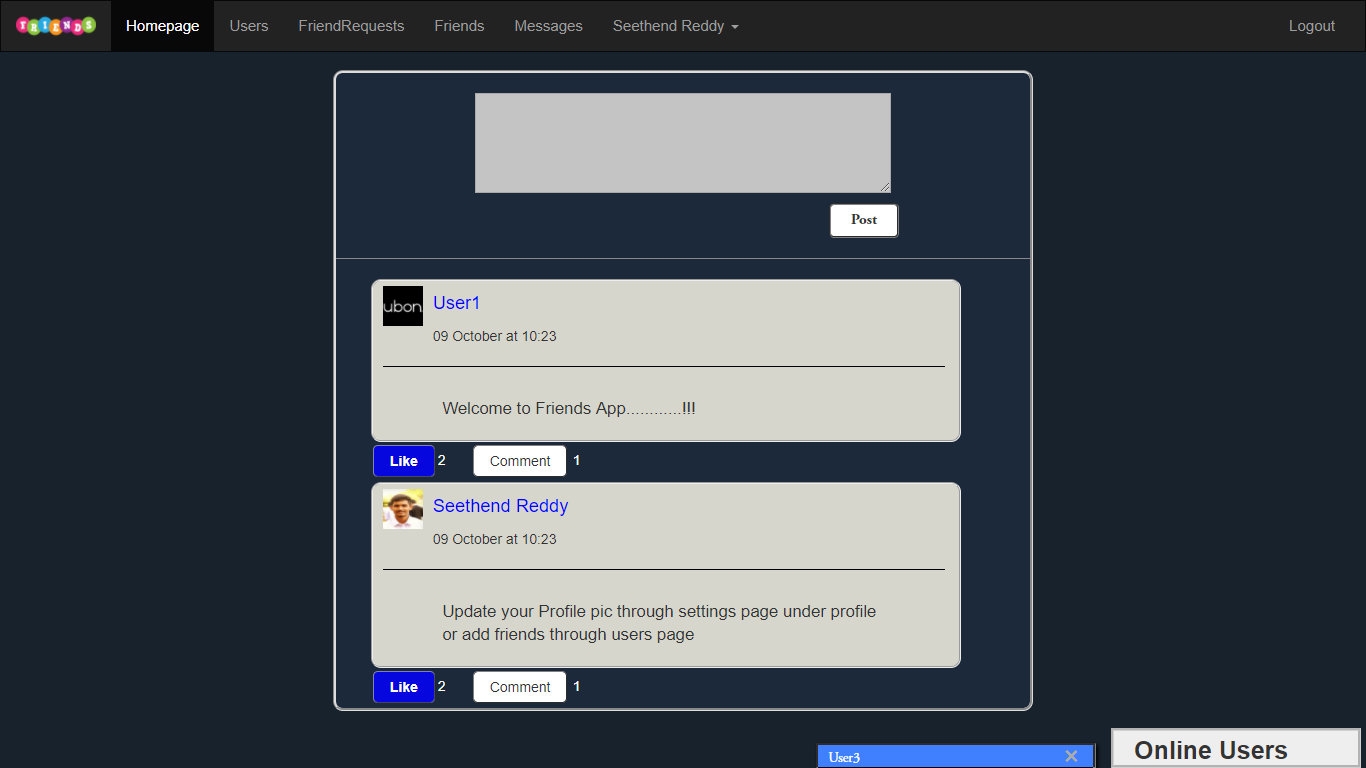 FRIENDS Homepage Users FriendRequests Friends Messages Seethend Reddy Logout
Post
ubon
User1
09 October at 10:23
Welcome to Friends App............!!!
Like 2 Comment 1
Seethend Reddy
09 October at 10:23
Update your Profile pic through settings page under profile
or add friends through users page
Like 2 Comment 1
User3
Online Users